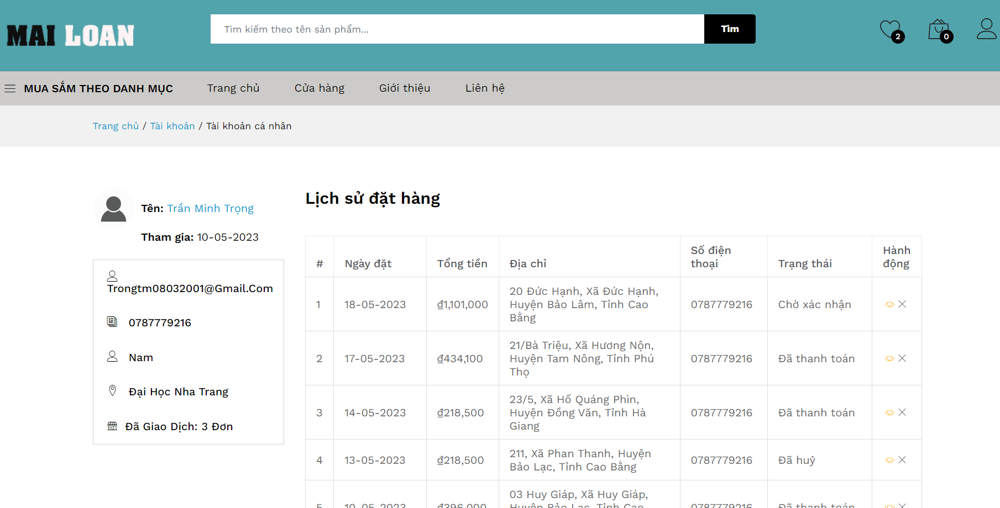 MAI LOAN
Tìm kiếm theo tên sản phẩm...
Tìm
2
0
MUA SẮM THEO DANH MỤC
Trang chủ
Cửa hàng
Giới thiệu
Liên hệ
Trang chủ / Tài khoản / Tài khoản cá nhân
Tên: Trần Minh Trọng
Tham gia: 10-05-2023
Trongtm08032001@Gmail.Com
0787779216
Nam
Đại Học Nha Trang
Đã Giao Dịch: 3 Đơn
Lịch sử đặt hàng
# Ngày đặt Tổng tiền Địa chỉ Số điện thoại Trạng thái Hành động
1 18-05-2023 ₫1,101,000 20 Đức Hạnh, Xã Đức Hạnh,
Huyện Bảo Lâm, Tỉnh Cao
Bằng 0787779216 Chờ xác nhận
2 17-05-2023 ₫434,100 21/Bà Triệu, Xã Hương Nộn,
Huyện Tam Nông, Tỉnh Phú
Thọ 0787779216 Đã thanh toán
3 14-05-2023 ₫218,500 23/5, Xã Hố Quáng Phìn,
Huyện Đồng Văn, Tỉnh Hà
Giang 0787779216 Đã thanh toán
4 13-05-2023 ₫218,500 211, Xã Phan Thanh, Huyện
Bảo Lạc, Tỉnh Cao Bằng 0787779216 Đã huỷ
5 10-05-2023 ₫396,000 03 Huy Giáp, Xã Huy Giáp,
Huyện Bảo Lạc, Tỉnh Cao 0787779216 Đã thanh toán